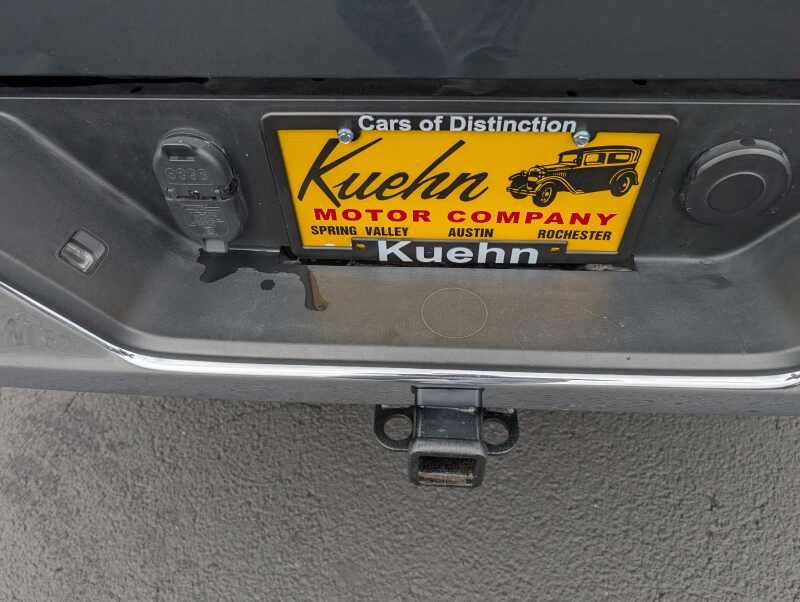 Cars of Distinction
Kuehn
MOTOR COMPANY
SPRING VALLEY AUSTIN ROCHESTER
Kuehn